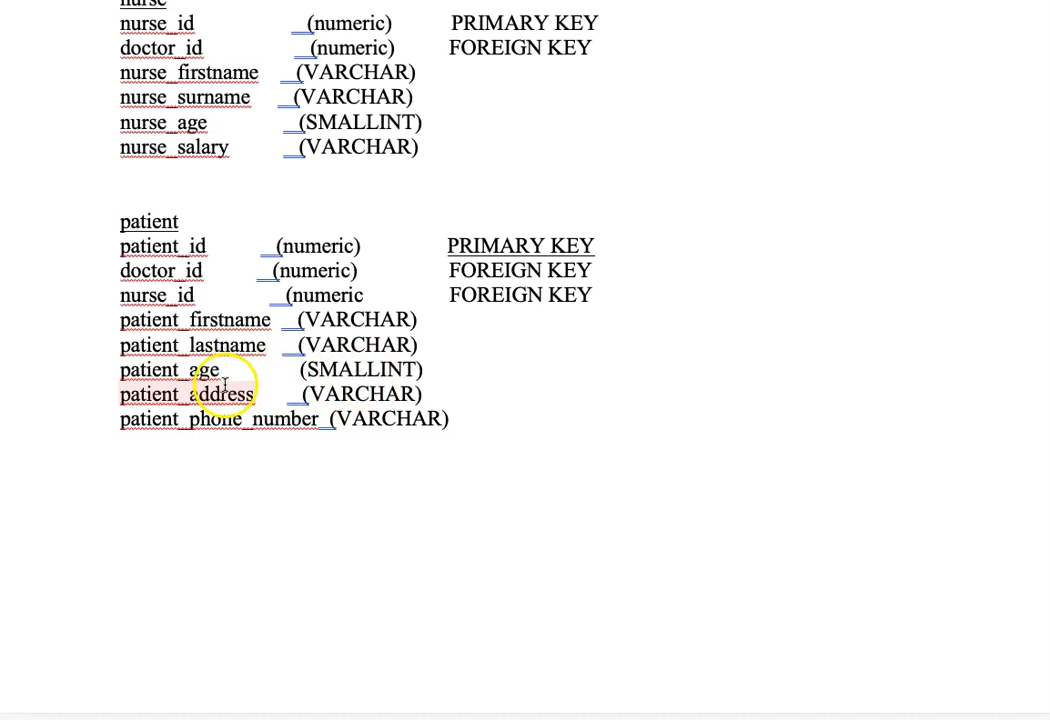 nurse
nurse_id (numeric) PRIMARY KEY
doctor_id (numeric) FOREIGN KEY
nurse_firstname (VARCHAR)
nurse_surname (VARCHAR)
nurse_age (SMALLINT)
nurse_salary (VARCHAR)
patient
patient_id (numeric) PRIMARY KEY
doctor_id (numeric) FOREIGN KEY
nurse_id (numeric FOREIGN KEY
patient_firstname (VARCHAR)
patient_lastname (VARCHAR)
patient_age (SMALLINT)
patient_address (VARCHAR)
patient_phone_number (VARCHAR)